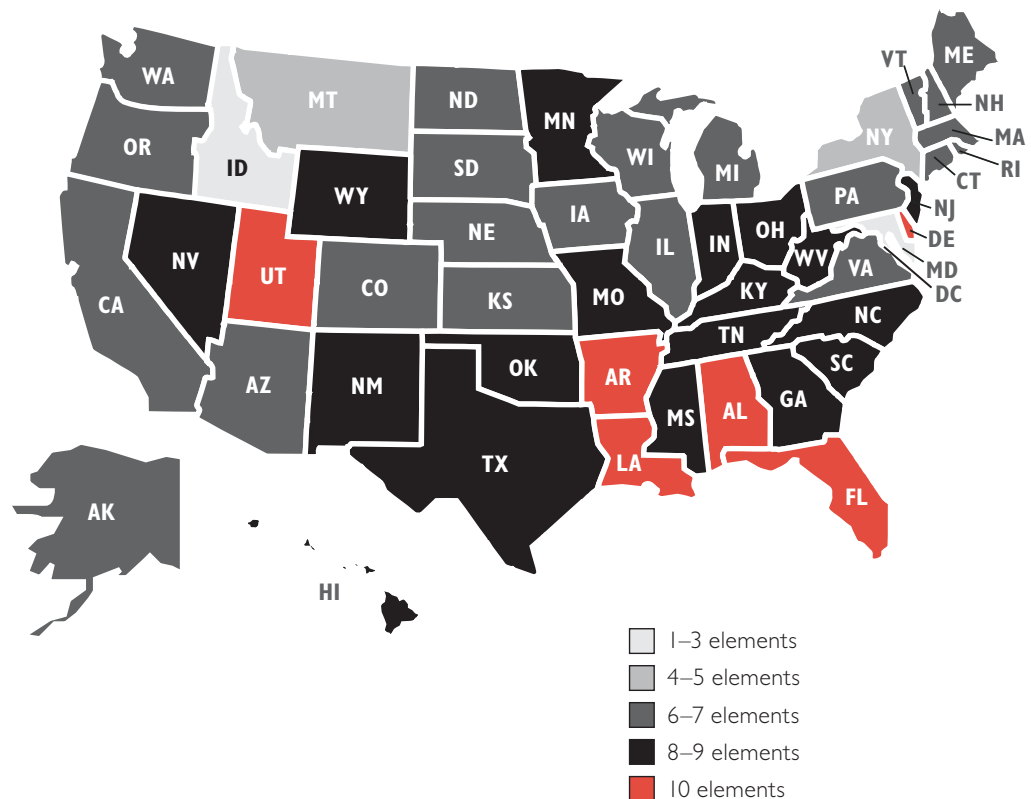 ME
VT
WA
MT
ND
NH
MN
MA
OR
NY
WI
RI
ID
SD
MI
CT
WY
PA
NJ
IA
NE
OH
DE
IL
IN
NV
WV
MD
UT
CO
VA
DC
KY
MO
KS
CA
NC
TN
OK
SC
AR
AZ
NM
GA
MS
AL
TX
LA
FL
AK
HI
1–3 elements
4–5 elements
6–7 elements
8–9 elements
10 elements